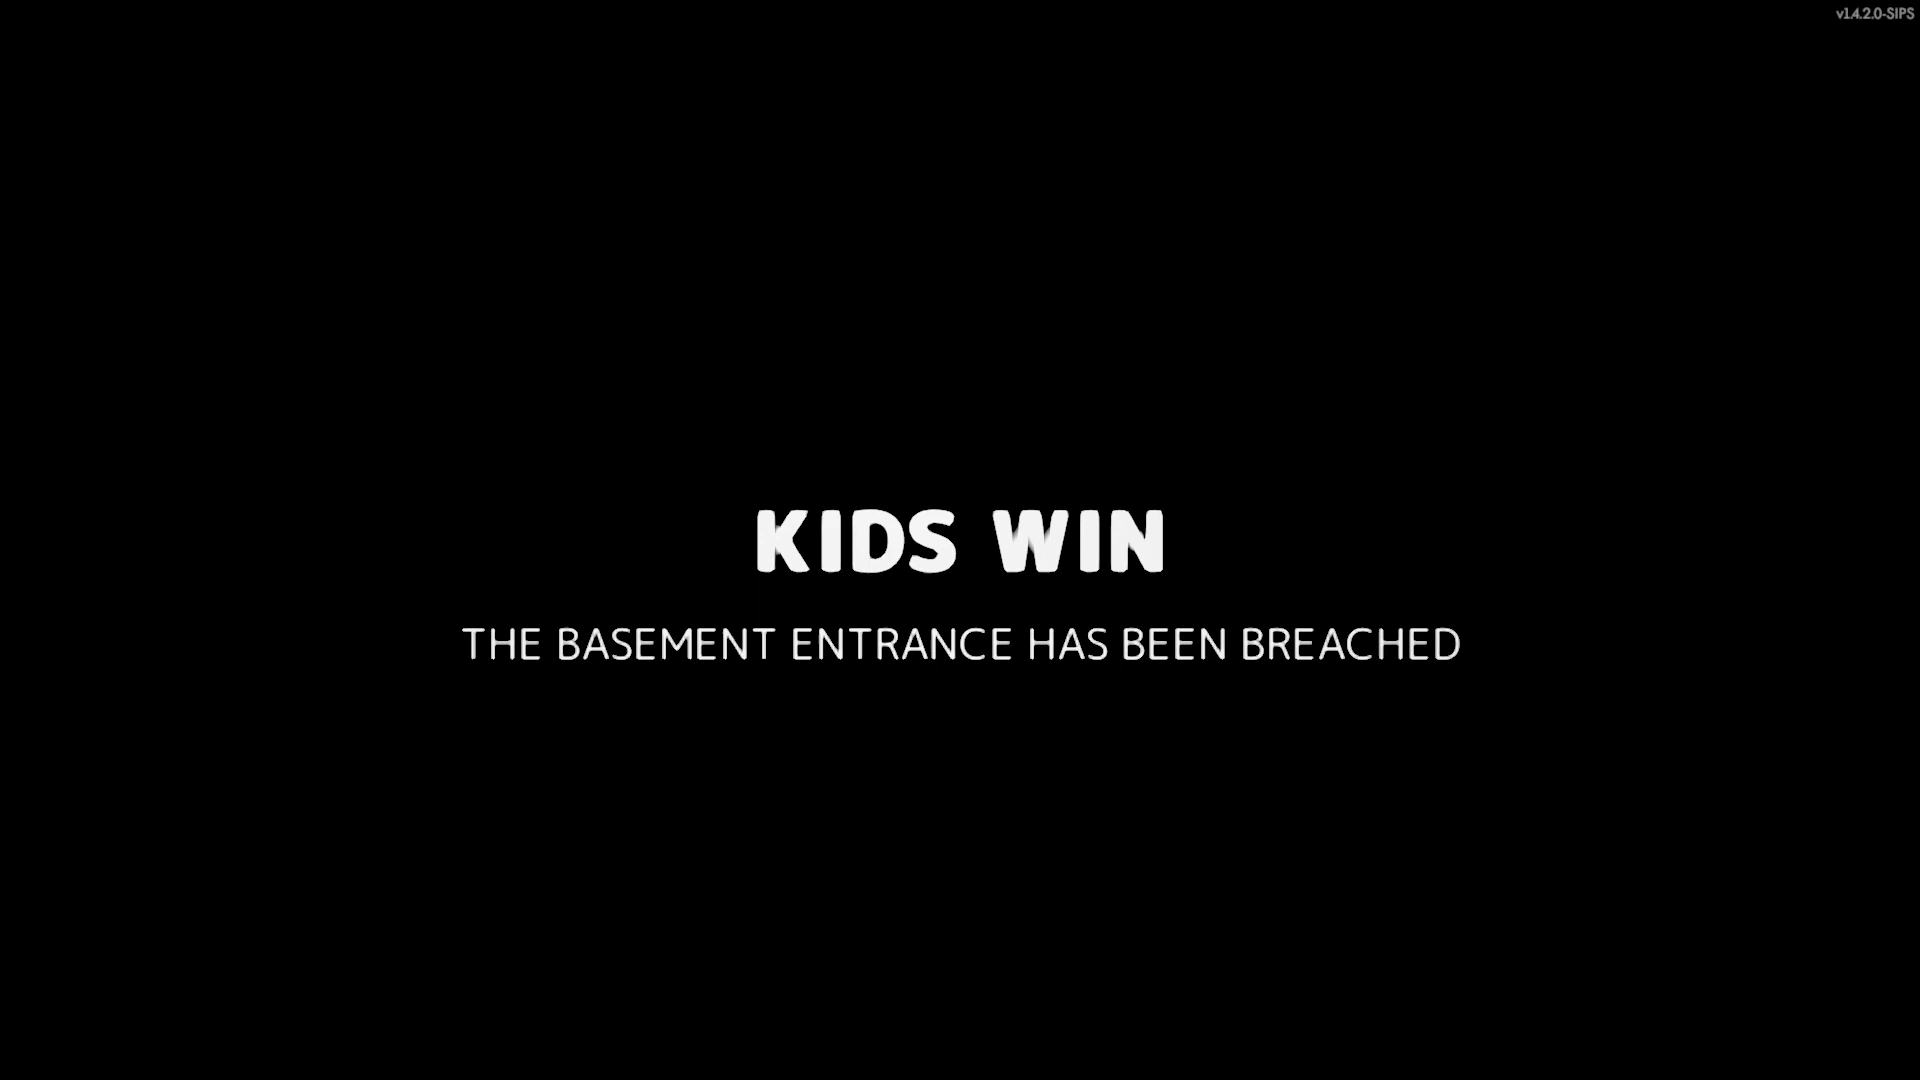 v1.4.2.0-SIPS
KIDS WIN
THE BASEMENT ENTRANCE HAS BEEN BREACHED